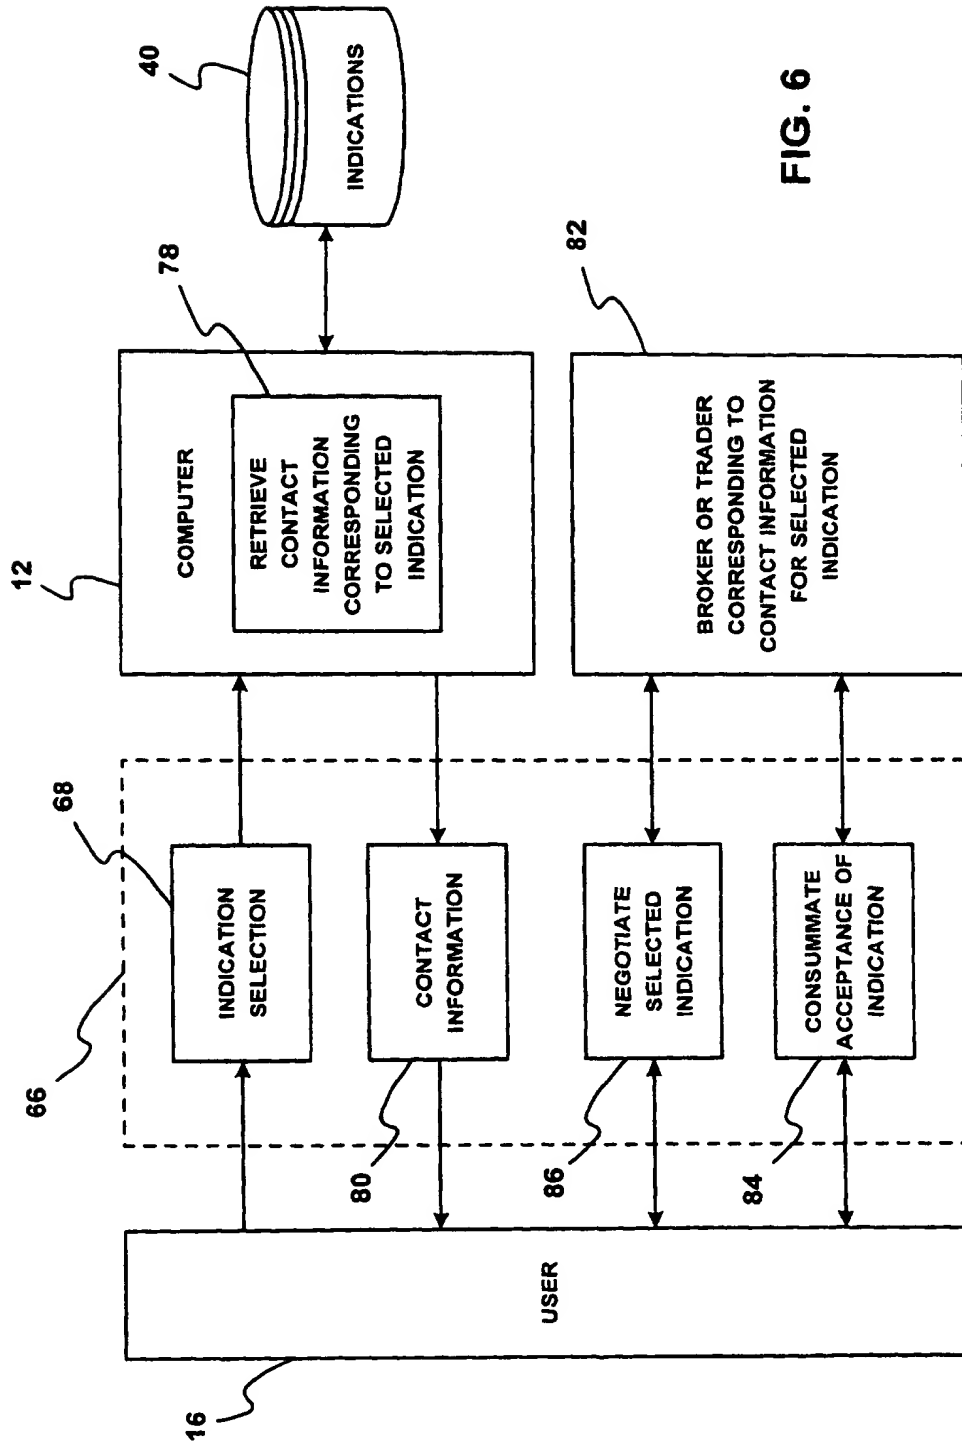 40
INDICATIONS
78
12
COMPUTER
RETRIEVE
CONTACT
INFORMATION
CORRESPONDING
TO SELECTED
INDICATION
82
BROKER OR TRADER
CORRESPONDING TO
CONTACT INFORMATION
FOR SELECTED
INDICATION
68
66
INDICATION
SELECTION
CONTACT
INFORMATION
80
NEGOTIATE
SELECTED
INDICATION
86
CONSUMMATE
ACCEPTANCE OF
INDICATION
84
USER
16
FIG. 6